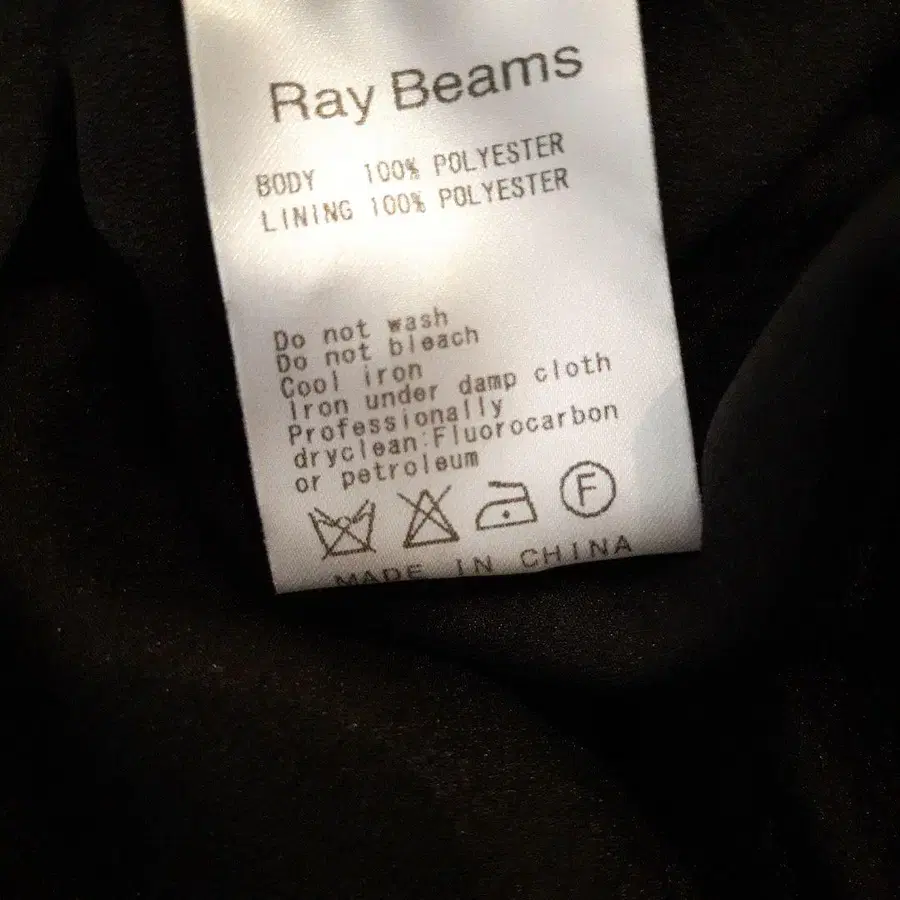 Ray Beams
BODY 100% POLYESTER
LINING 100% POLYESTER
Do not wash
Do not bleach
Cool iron
Iron under damp cloth
Professionally
dryclean:Fluorocarbon
or petroleum
F
MADE IN CHINA